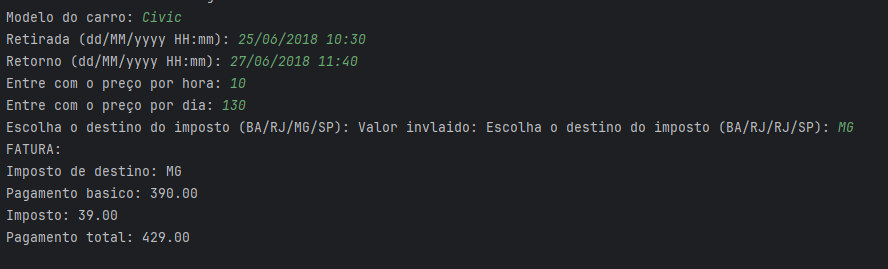 Modelo do carro: Civic
Retirada (dd/MM/yyyy HH:mm): 25/06/2018 10:30
Retorno (dd/MM/yyyy HH:mm): 27/06/2018 11:40
Entre com o preço por hora: 10
Entre com o preço por dia: 130
Escolha o destino do imposto (BA/RJ/MG/SP): Valor invlaido: Escolha o destino do imposto (BA/RJ/RJ/SP): MG
FATURA:
Imposto de destino: MG
Pagamento basico: 390.00
Imposto: 39.00
Pagamento total: 429.00